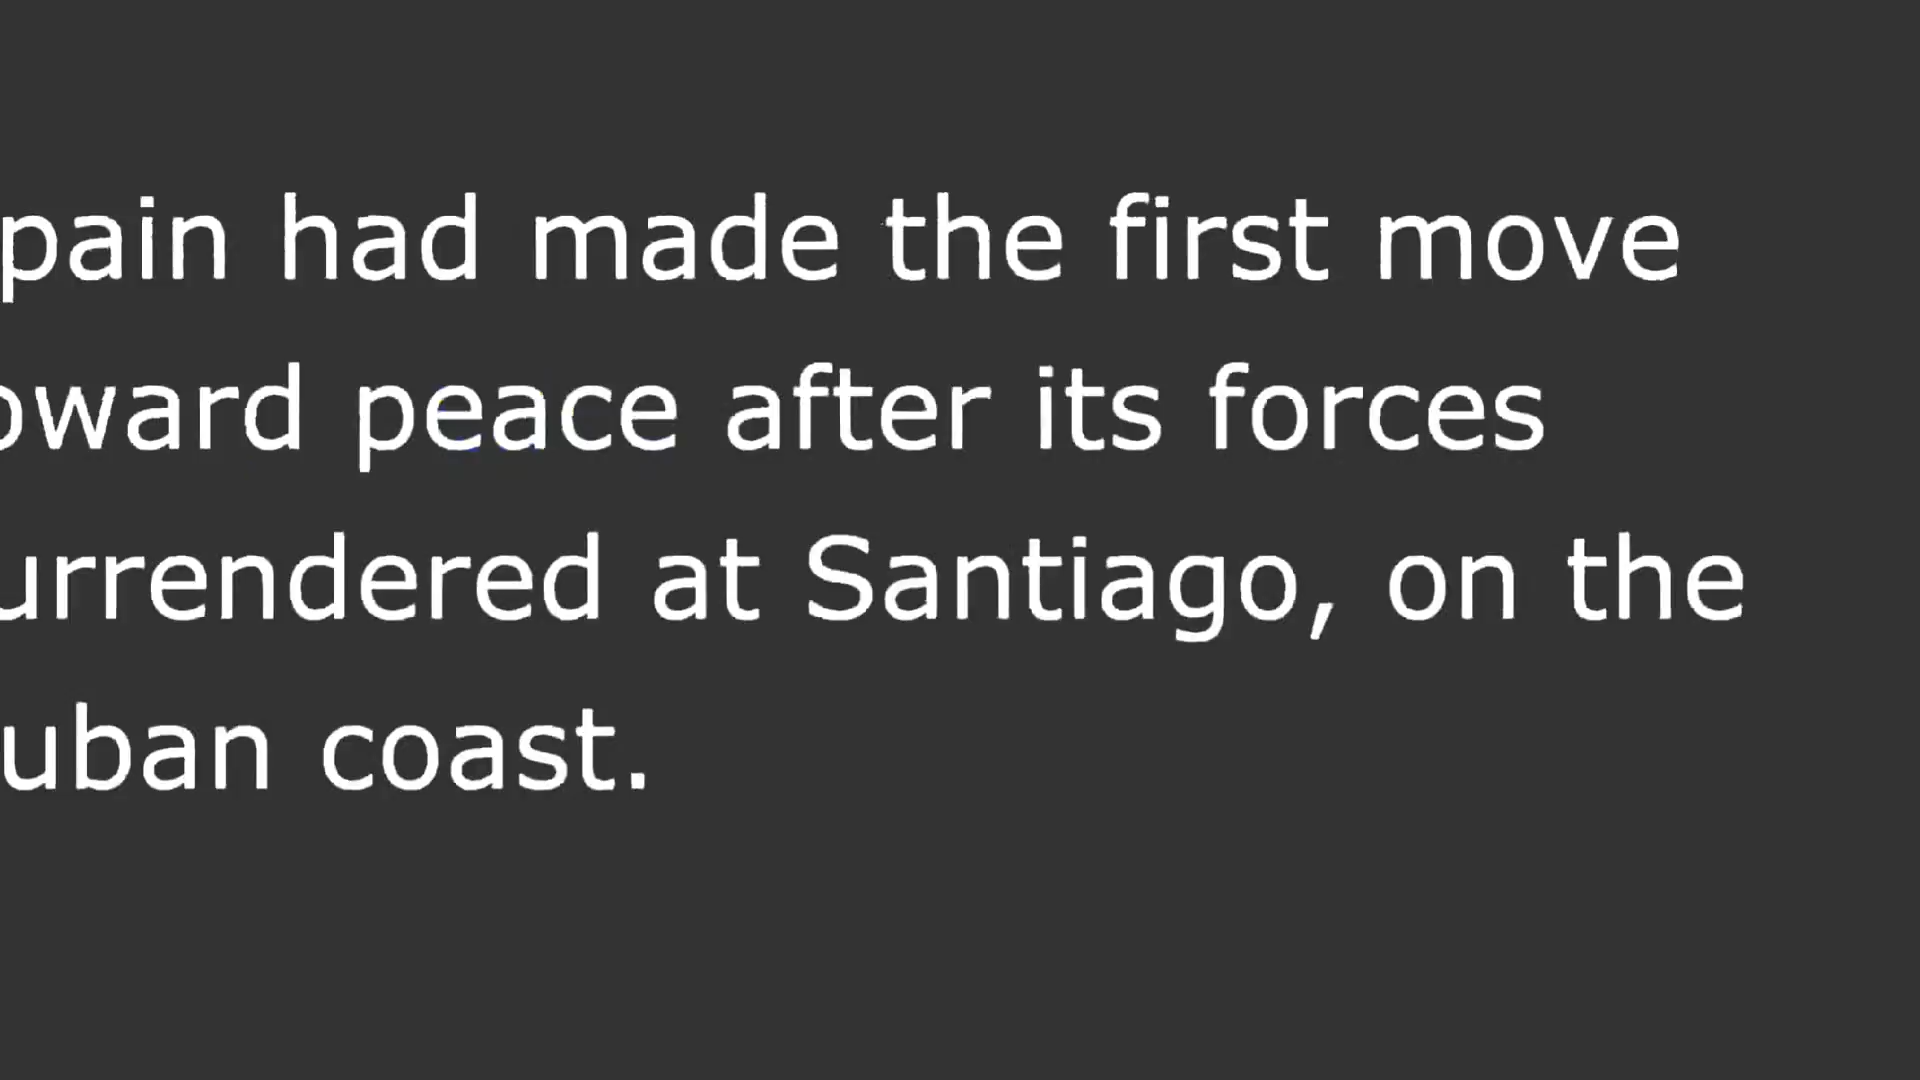 pain had made the first move
oward peace after its forces
urrendered at Santiago, on the
uban coast.